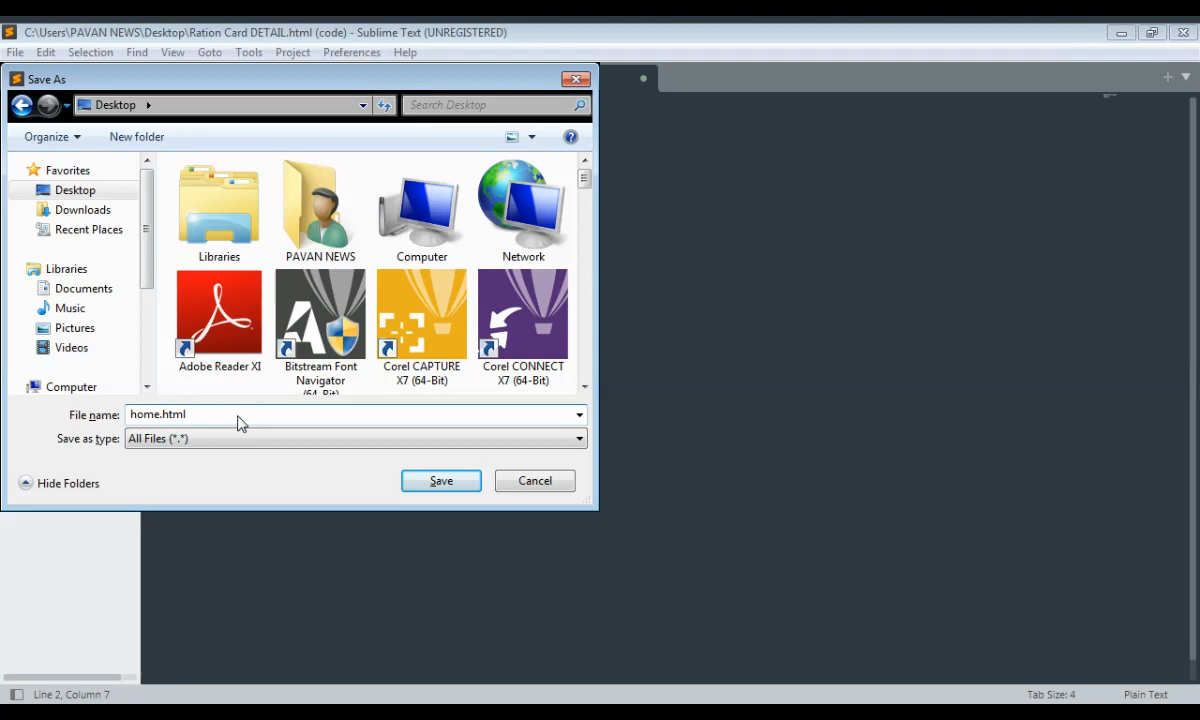 C:\Users\PAVAN NEWS\Desktop\Ration Card DETAIL.html (code) - Sublime Text (UNREGISTERED)
File Edit Selection Find View Goto Tools Project Preferences Help
Save As
Desktop
Search Desktop
Organize New folder
Favorites
Desktop
Downloads
Recent Places
Libraries
Documents
Music
Pictures
Videos
Computer
Libraries PAVAN NEWS Computer Network
Adobe Reader XI
Bitstream Font
Navigator
(64-Bit)
Corel CAPTURE
X7 (64-Bit)
Corel CONNECT
X7 (64-Bit)
File name: home.html
Save as type: All Files (*.*)
Hide Folders Save Cancel
Line 2, Column 7 Tab Size: 4 Plain Text